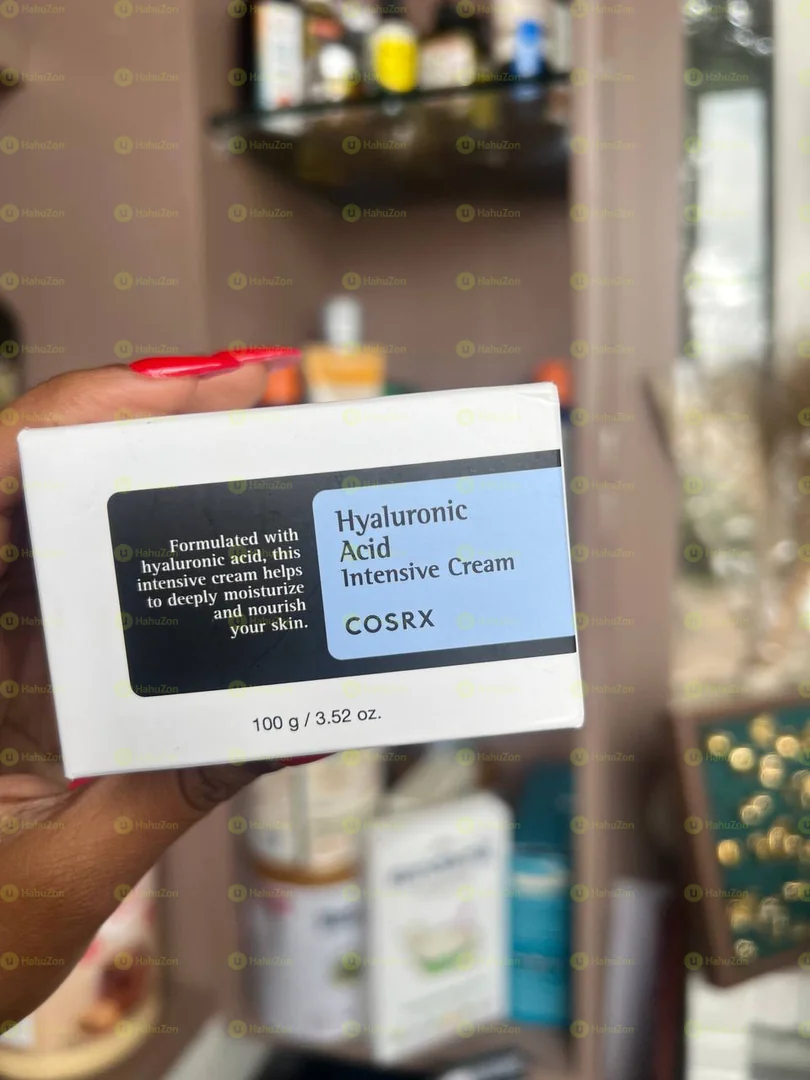 Formulated with
hyaluronic acid, this
intensive cream helps
to deeply moisturize
and nourish
your skin.
Hyaluronic
Acid
Intensive Cream
COSRX
100 g / 3.52 oz.
HahuZon